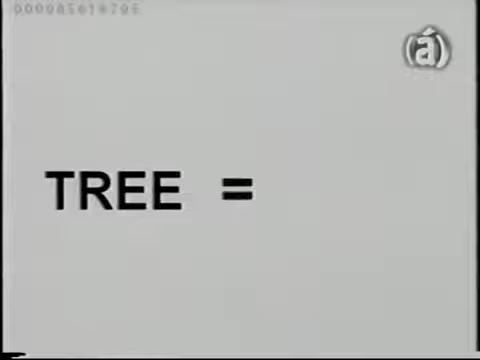 (á)
TREE =